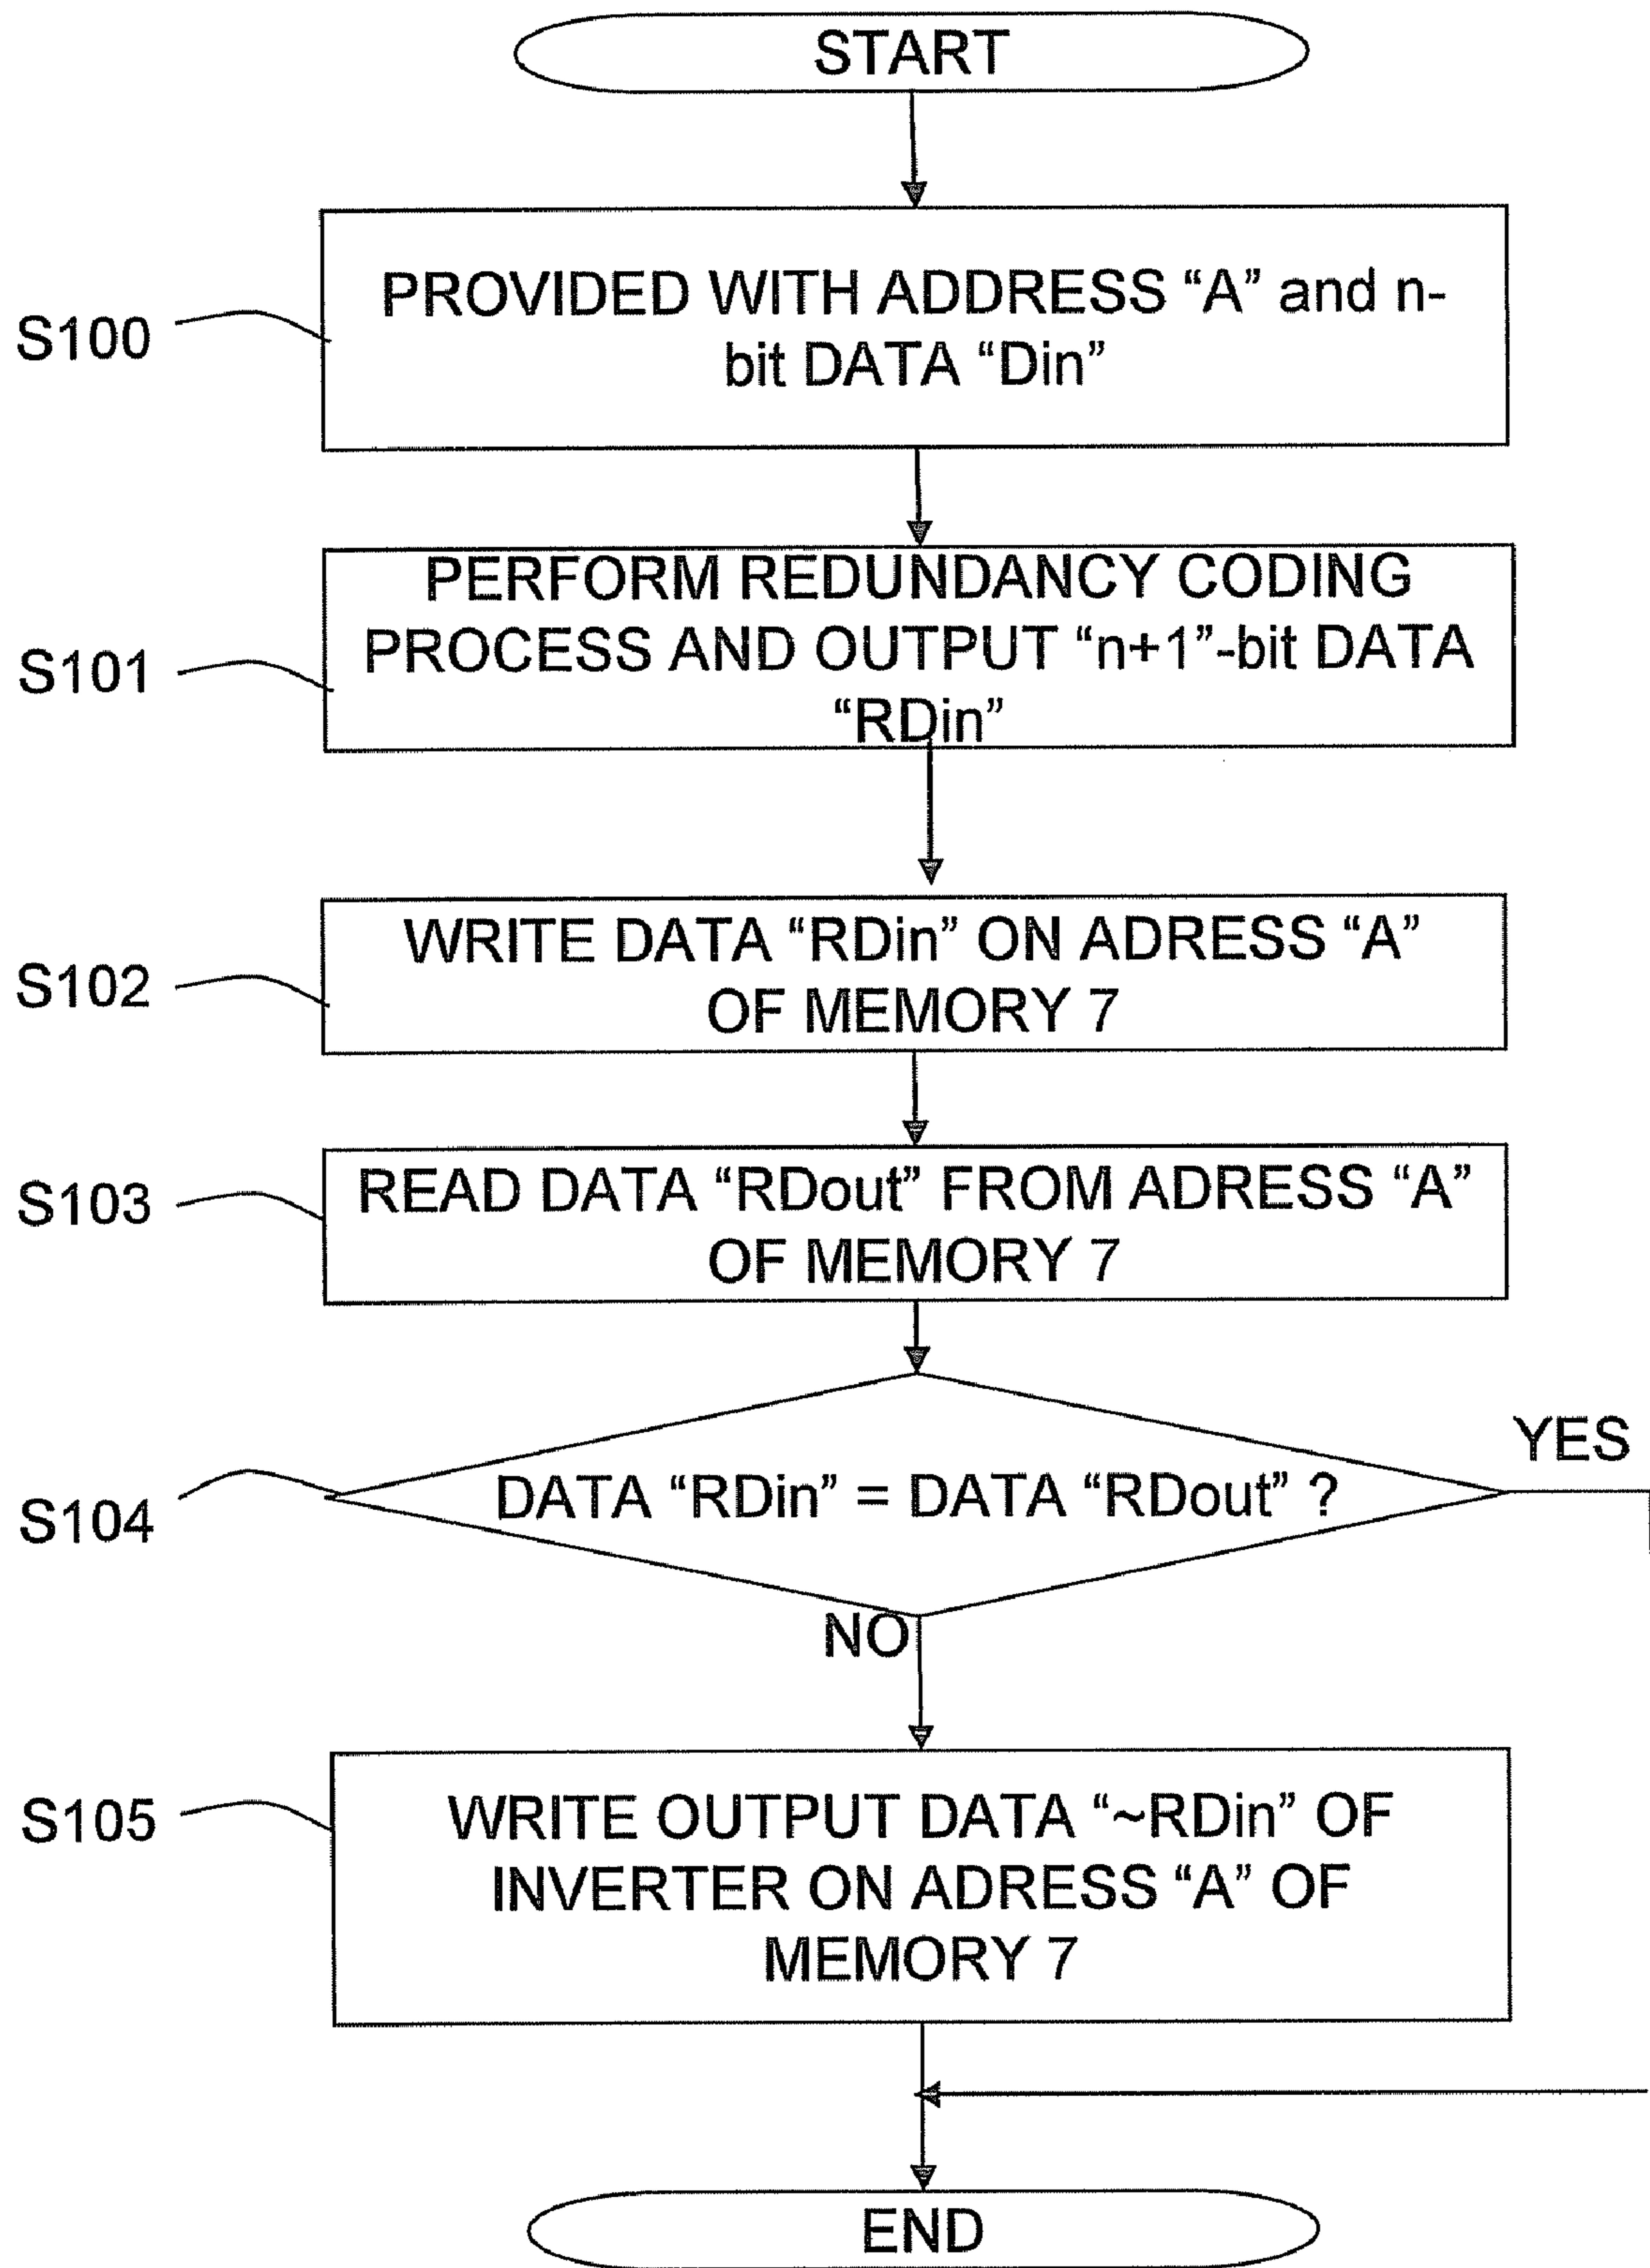 START
S100
PROVIDED WITH ADDRESS “A” and n-
bit DATA “Din”
S101
PERFORM REDUNDANCY CODING
PROCESS AND OUTPUT “n+1”-bit DATA
“RDin”
S102
WRITE DATA “RDin” ON ADRESS “A”
OF MEMORY 7
S103
READ DATA “RDout” FROM ADRESS “A”
OF MEMORY 7
S104
DATA “RDin” = DATA “RDout” ?
YES
NO
S105
WRITE OUTPUT DATA “~RDin” OF
INVERTER ON ADRESS “A” OF
MEMORY 7
END